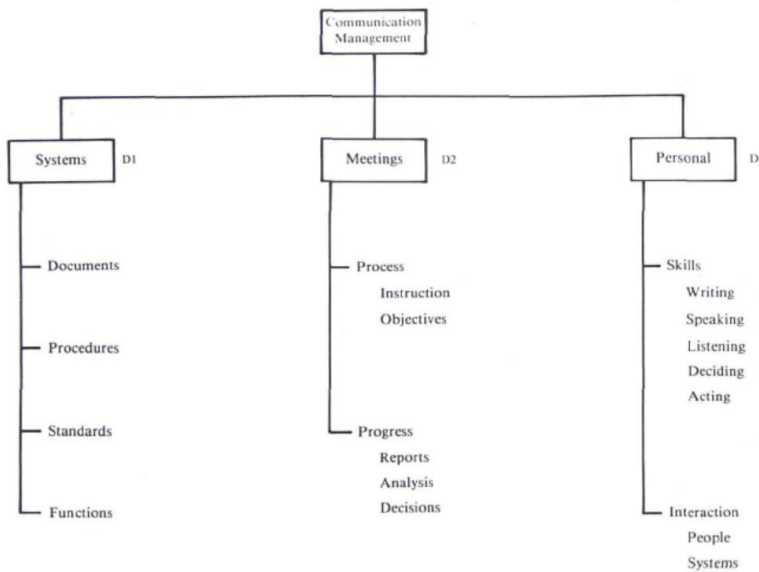 Communication
Management
Systems D1
Meetings D2
Personal D
Documents
Procedures
Standards
Functions
Process
Instruction
Objectives
Progress
Reports
Analysis
Decisions
Skills
Writing
Speaking
Listening
Deciding
Acting
Interaction
People
Systems